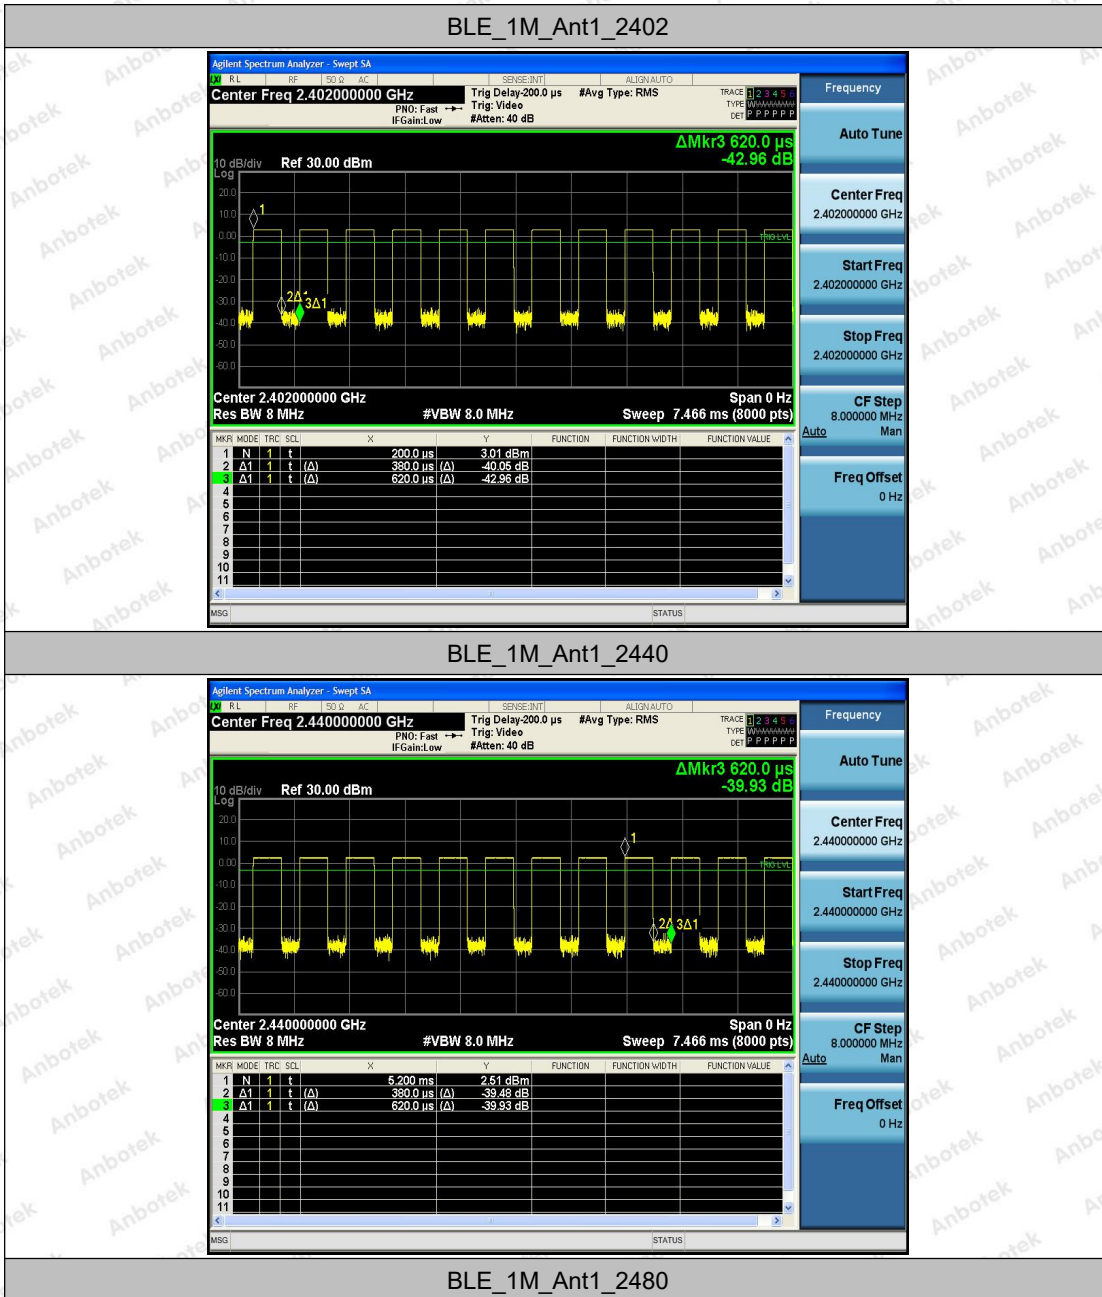 BLE_1M_Ant1_2402
Agilent Spectrum Analyzer - Swept SA
LXI RL RF 50 Ω AC SENSE:INT ALIGNAUTO
Center Freq 2.402000000 GHz
PNO: Fast
IFGain:Low
Trig Delay-200.0 µs
Trig: Video
#Atten: 40 dB
#Avg Type: RMS
TRACE 1 2 3 4 5 6
TYPE WWWWWW
DET P P P P P P
ΔMkr3 620.0 µs
-42.96 dB
10 dB/div Ref 30.00 dBm
Log
20.0
10.0
0.00
-10.0
-20.0
-30.0
-40.0
-50.0
-60.0
1
TRIG LVL
2Δ1
3Δ1
Center 2.402000000 GHz Span 0 Hz
Res BW 8 MHz #VBW 8.0 MHz Sweep 7.466 ms (8000 pts)
MKR MODE TRC SCL X Y FUNCTION FUNCTION WIDTH FUNCTION VALUE
1 N 1 t 200.0 µs 3.01 dBm
2 Δ1 1 t (Δ) 380.0 µs (Δ) -40.05 dB
3 Δ1 1 t (Δ) 620.0 µs (Δ) -42.96 dB
4
5
6
7
8
9
10
11
MSG STATUS
Frequency
Auto Tune
Center Freq
2.402000000 GHz
Start Freq
2.402000000 GHz
Stop Freq
2.402000000 GHz
CF Step
8.000000 MHz
Auto Man
Freq Offset
0 Hz
BLE_1M_Ant1_2440
Agilent Spectrum Analyzer - Swept SA
LXI RL RF 50 Ω AC SENSE:INT ALIGNAUTO
Center Freq 2.440000000 GHz
PNO: Fast
IFGain:Low
Trig Delay-200.0 µs
Trig: Video
#Atten: 40 dB
#Avg Type: RMS
TRACE 1 2 3 4 5 6
TYPE WWWWWW
DET P P P P P P
ΔMkr3 620.0 µs
-39.93 dB
10 dB/div Ref 30.00 dBm
Log
20.0
10.0
0.00
-10.0
-20.0
-30.0
-40.0
-50.0
-60.0
1
TRIG LVL
2Δ 3Δ1
Center 2.440000000 GHz Span 0 Hz
Res BW 8 MHz #VBW 8.0 MHz Sweep 7.466 ms (8000 pts)
MKR MODE TRC SCL X Y FUNCTION FUNCTION WIDTH FUNCTION VALUE
1 N 1 t 5.200 ms 2.51 dBm
2 Δ1 1 t (Δ) 380.0 µs (Δ) -39.48 dB
3 Δ1 1 t (Δ) 620.0 µs (Δ) -39.93 dB
4
5
6
7
8
9
10
11
MSG STATUS
Frequency
Auto Tune
Center Freq
2.440000000 GHz
Start Freq
2.440000000 GHz
Stop Freq
2.440000000 GHz
CF Step
8.000000 MHz
Auto Man
Freq Offset
0 Hz
BLE_1M_Ant1_2480
Anbotek